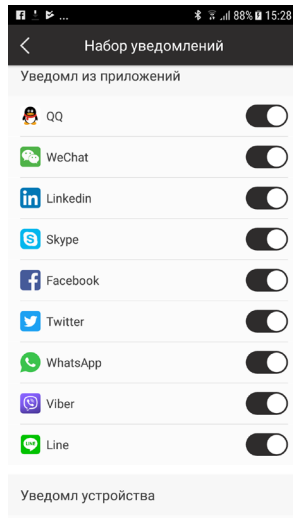 ... 88% 15:28
Набор уведомлений
Уведомл из приложений
QQ
WeChat
Linkedin
Skype
Facebook
Twitter
WhatsApp
Viber
Line
Уведомл устройства